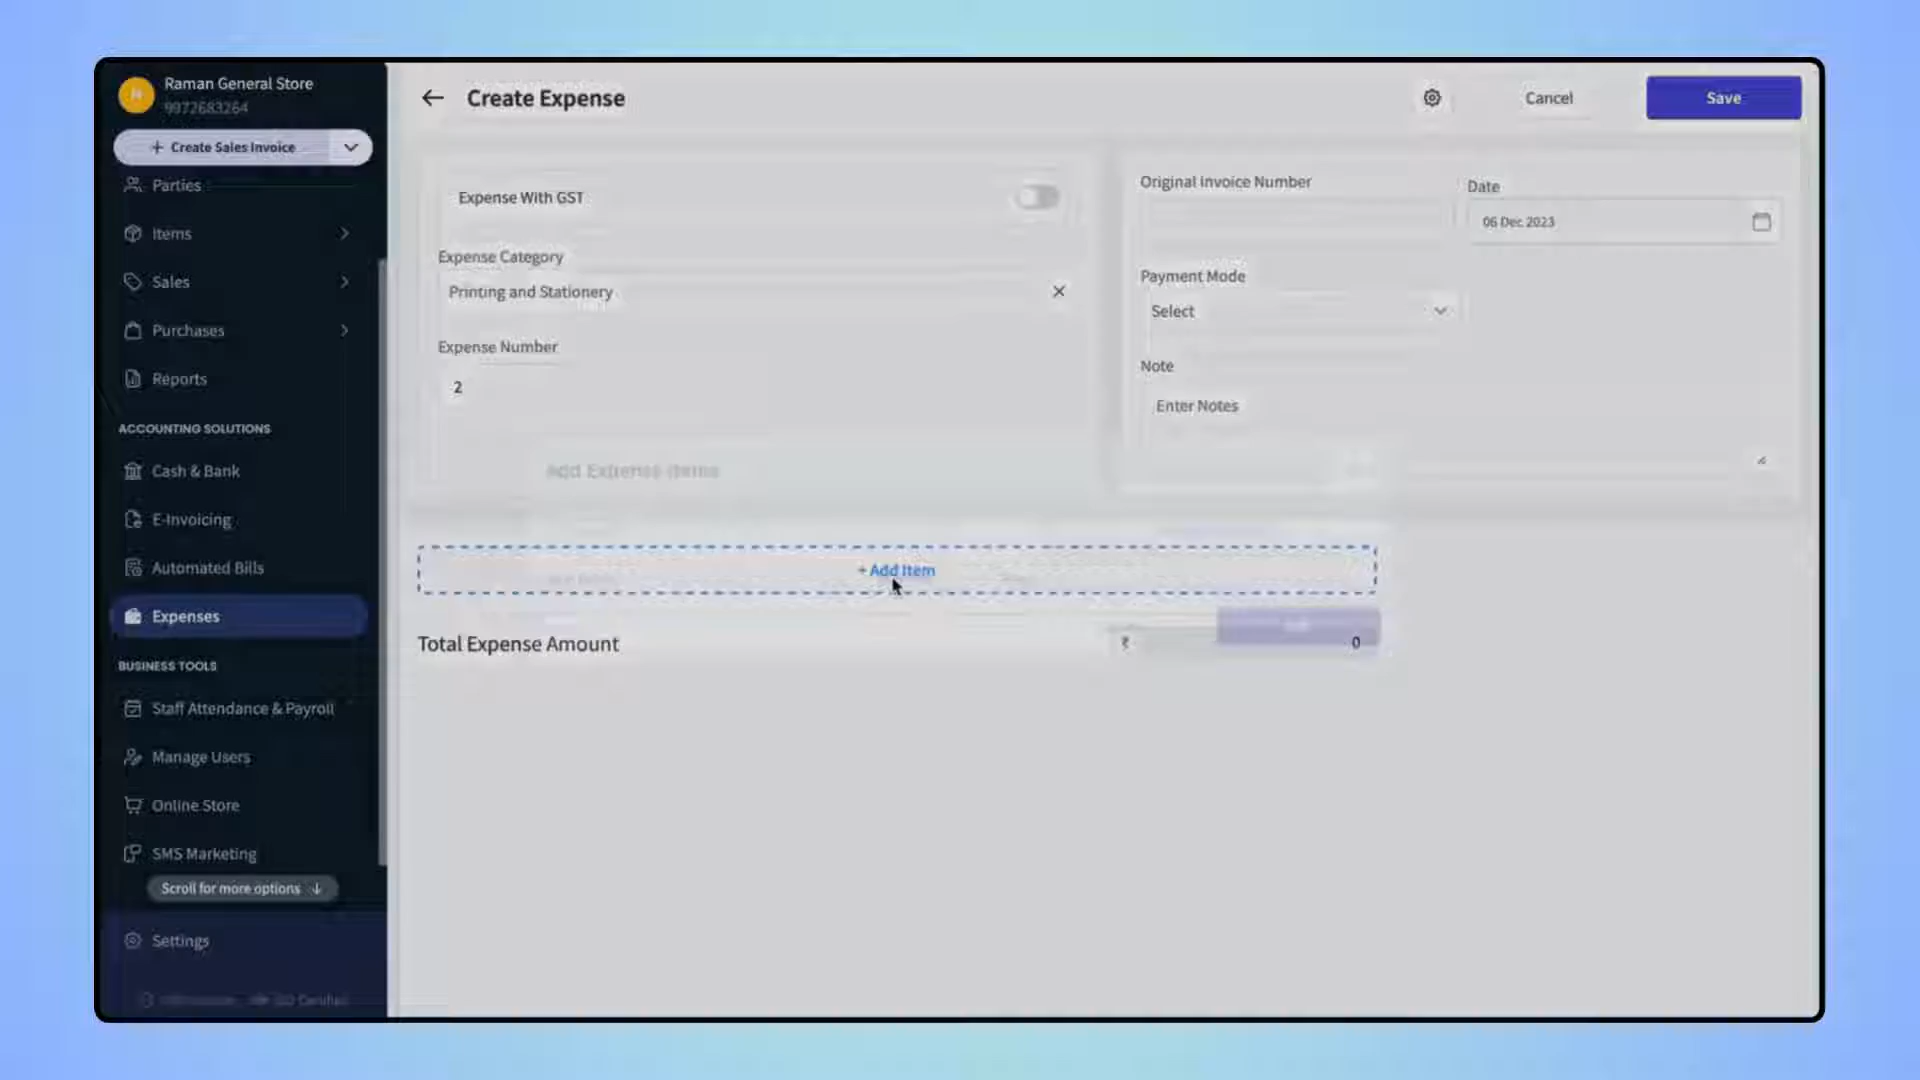 Raman General Store
9972683264
+ Create Sales Invoice
Parties
Items
Sales
Purchases
Reports
ACCOUNTING SOLUTIONS
Cash & Bank
E-Invoicing
Automated Bills
Expenses
BUSINESS TOOLS
Staff Attendance & Payroll
Manage Users
Online Store
SMS Marketing
Scroll for more options ↓
Settings
Create Expense
Cancel
Save
Expense With GST
Expense Category
Printing and Stationery
Expense Number
2
Original Invoice Number
Date
06 Dec 2023
Payment Mode
Select
Note
Enter Notes
Add Expense Items
+ Add Item
Total Expense Amount
₹
0